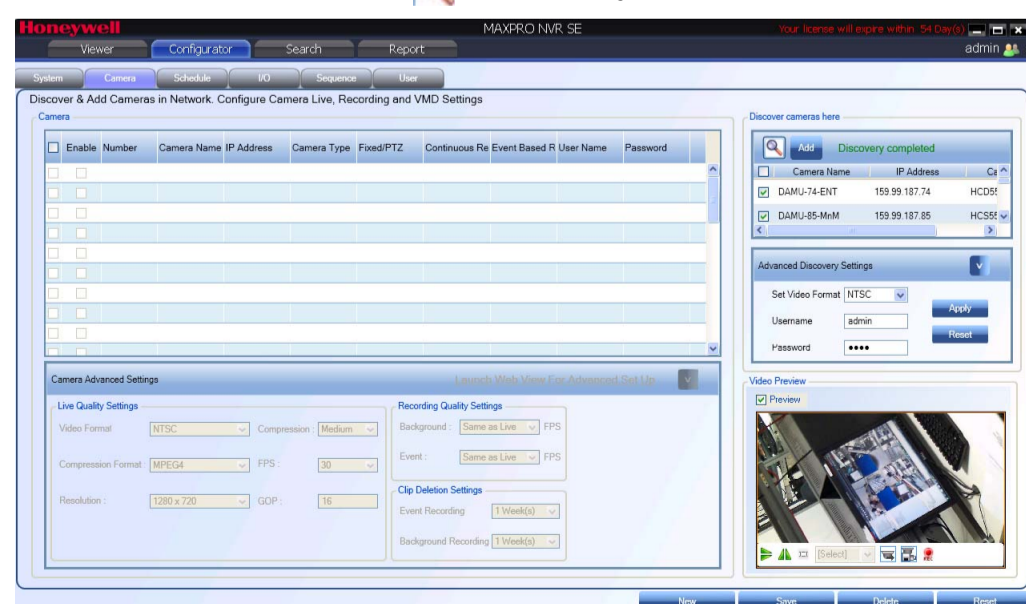 Honeywell MAXPRO NVR SE Your license will expire within 54 Day(s)
Viewer Configurator Search Report admin
System Camera Schedule I/O Sequence User
Discover & Add Cameras in Network. Configure Camera Live, Recording and VMD Settings
Camera
Enable Number Camera Name IP Address Camera Type Fixed/PTZ Continuous Re Event Based R User Name Password
Camera Advanced Settings Launch Web View For Advanced Set Up
Live Quality Settings
Video Format NTSC Compression : Medium
Compression Format : MPEG4 FPS : 30
Resolution : 1280 x 720 GOP : 16
Recording Quality Settings
Background : Same as Live FPS
Event : Same as Live FPS
Clip Deletion Settings
Event Recording 1 Week(s)
Background Recording 1 Week(s)
Discover cameras here
Add Discovery completed
Camera Name IP Address Ca
DAMU-74-ENT 159.99.187.74 HCD55
DAMU-85-MnM 159.99.187.85 HCS55
Advanced Discovery Settings
Set Video Format NTSC
Username admin
Apply
Password ••••
Reset
Video Preview
Preview
[Select]
New Save Delete Reset